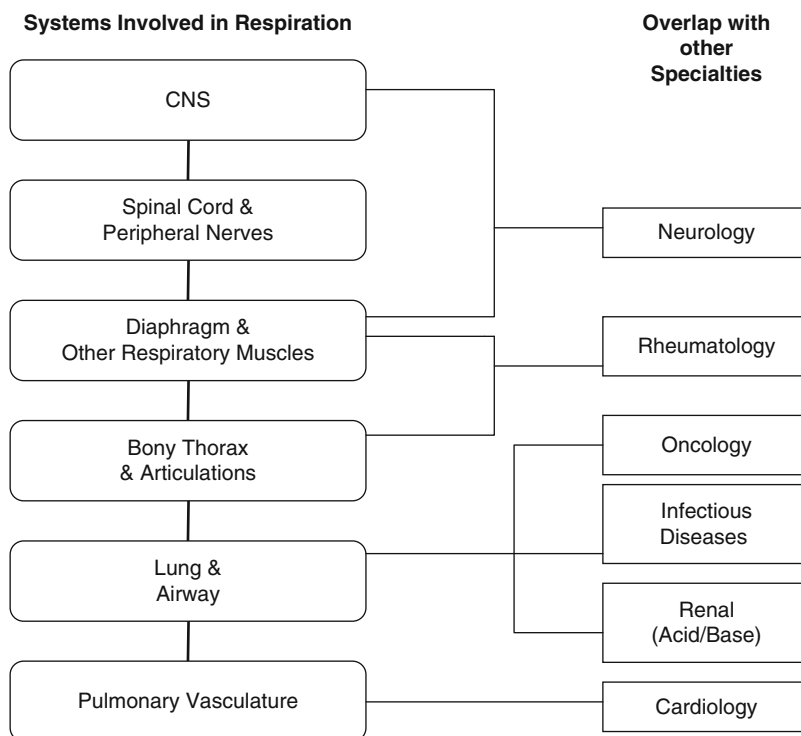 Systems Involved in Respiration
Overlap with
other
Specialties
CNS
Spinal Cord &
Peripheral Nerves
Neurology
Diaphragm &
Other Respiratory Muscles
Rheumatology
Bony Thorax
& Articulations
Oncology
Infectious
Diseases
Lung &
Airway
Renal
(Acid/Base)
Pulmonary Vasculature
Cardiology